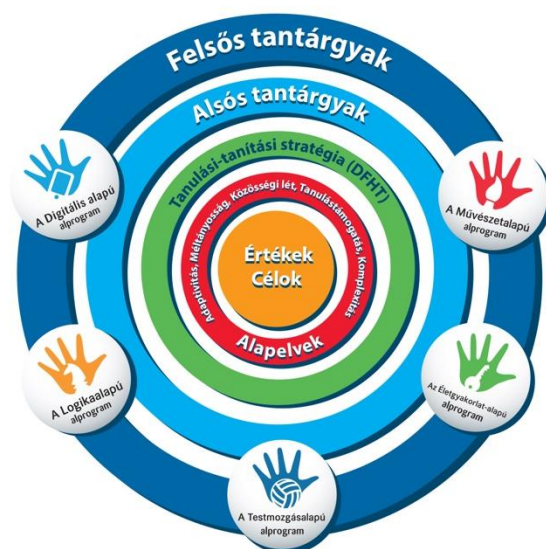 Felsős tantárgyak
Alsós tantárgyak
Tanulási-tanítási stratégia (DFHT)
Adaptivitás, Méltányosság, Közösségi lét, Tanulástámogatás, Komplexitás
Értékek
Célok
Alapelvek
A Digitális alapú
alprogram
A Művészetalapú
alprogram
A Logikaalapú
alprogram
Az Életgyakorlat-alapú
alprogram
A Testmozgásalapú
alprogram